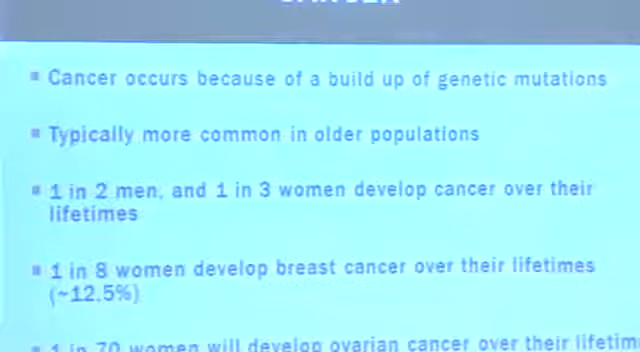 Cancer occurs because of a build up of genetic mutations
Typically more common in older populations
1 in 2 men, and 1 in 3 women develop cancer over their
lifetimes
1 in 8 women develop breast cancer over their lifetimes
(~12.5%)
1 in 70 women will develop ovarian cancer over their